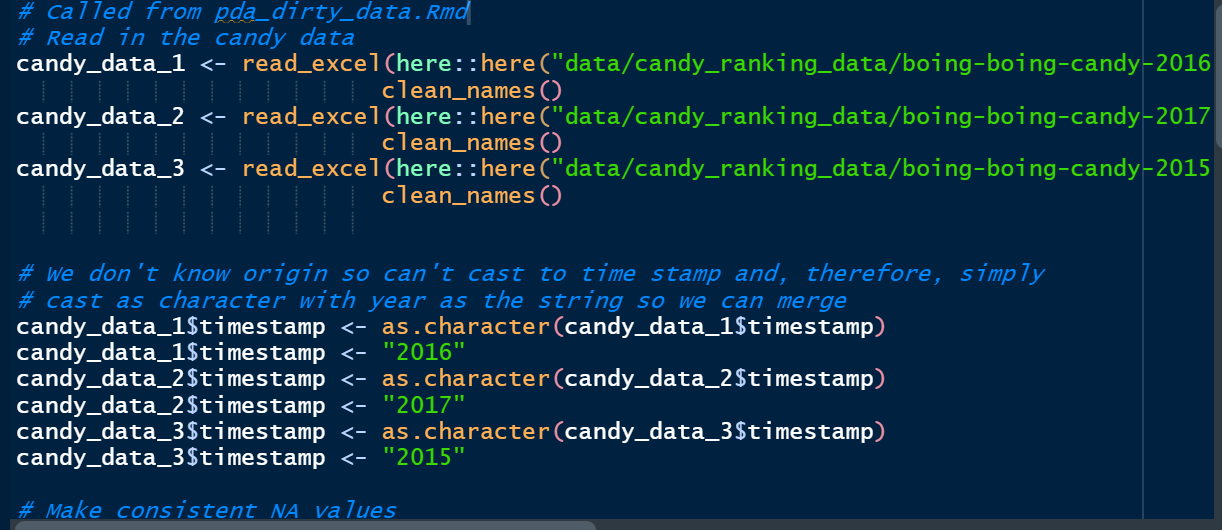 # Called from pda_dirty_data.Rmd
# Read in the candy data
candy_data_1 <- read_excel(here::here("data/candy_ranking_data/boing-boing-candy-2016
clean_names()
candy_data_2 <- read_excel(here::here("data/candy_ranking_data/boing-boing-candy-2017
clean_names()
candy_data_3 <- read_excel(here::here("data/candy_ranking_data/boing-boing-candy-2015
clean_names()
# We don't know origin so can't cast to time stamp and, therefore, simply
# cast as character with year as the string so we can merge
candy_data_1$timestamp <- as.character(candy_data_1$timestamp)
candy_data_1$timestamp <- "2016"
candy_data_2$timestamp <- as.character(candy_data_2$timestamp)
candy_data_2$timestamp <- "2017"
candy_data_3$timestamp <- as.character(candy_data_3$timestamp)
candy_data_3$timestamp <- "2015"
# Make consistent NA values